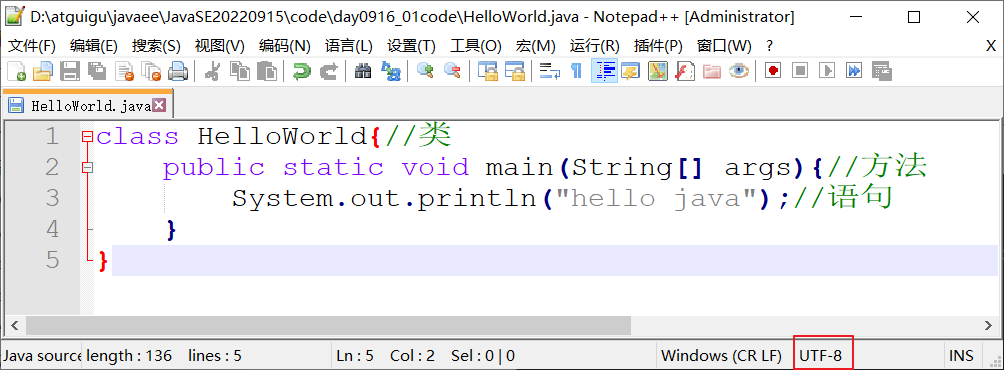 D:\atguigu\javaee\JavaSE20220915\code\day0916_01code\HelloWorld.java - Notepad++ [Administrator]
文件(F) 编辑(E) 搜索(S) 视图(V) 编码(N) 语言(L) 设置(T) 工具(O) 宏(M) 运行(R) 插件(P) 窗口(W) ? X
HelloWorld.java
1 class HelloWorld{//类
2 public static void main(String[] args){//方法
3 System.out.println("hello java");//语句
4 }
5 }
Java source length : 136 lines : 5 Ln : 5 Col : 2 Sel : 0 | 0 Windows (CR LF) UTF-8 INS